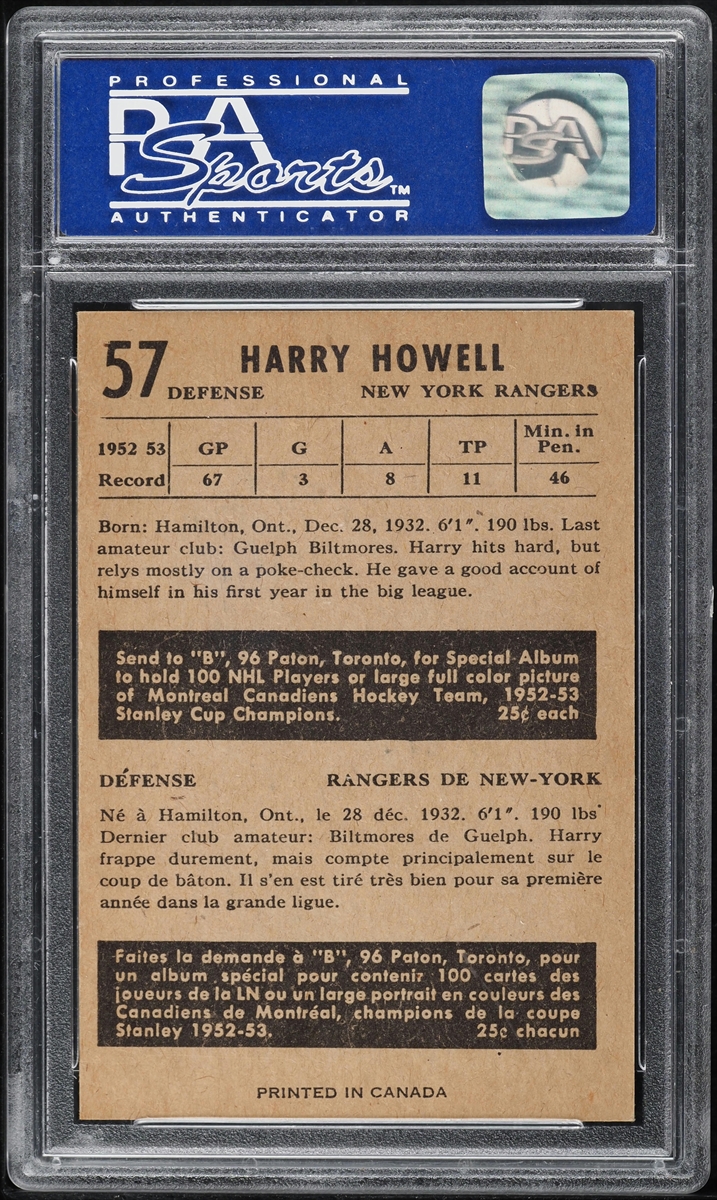 PROFESSIONAL
PSA
Sports™
AUTHENTICATOR
PSA
57 HARRY HOWELL
DEFENSE NEW YORK RANGERS
1952 53 GP G A TP Min. in Pen.
Record 67 3 8 11 46
Born: Hamilton, Ont., Dec. 28, 1932. 6'1". 190 lbs. Last
amateur club: Guelph Biltmores. Harry hits hard, but
relys mostly on a poke-check. He gave a good account of
himself in his first year in the big league.
Send to "B", 96 Paton, Toronto, for Special Album
to hold 100 NHL Players or large full color picture
of Montreal Canadiens Hockey Team, 1952-53
Stanley Cup Champions. 25¢ each
DÉFENSE RANGERS DE NEW-YORK
Né à Hamilton, Ont., le 28 déc. 1932. 6'1". 190 lbs
Dernier club amateur: Biltmores de Guelph. Harry
frappe durement, mais compte principalement sur le
coup de bâton. Il s'en est tiré très bien pour sa première
année dans la grande ligue.
Faites la demande à "B", 96 Paton, Toronto, pour
un album spécial pour contenir 100 cartes des
joueurs de la LN ou un large portrait en couleurs des
Canadiens de Montréal, champions de la coupe
Stanley 1952-53. 25¢ chacun
PRINTED IN CANADA